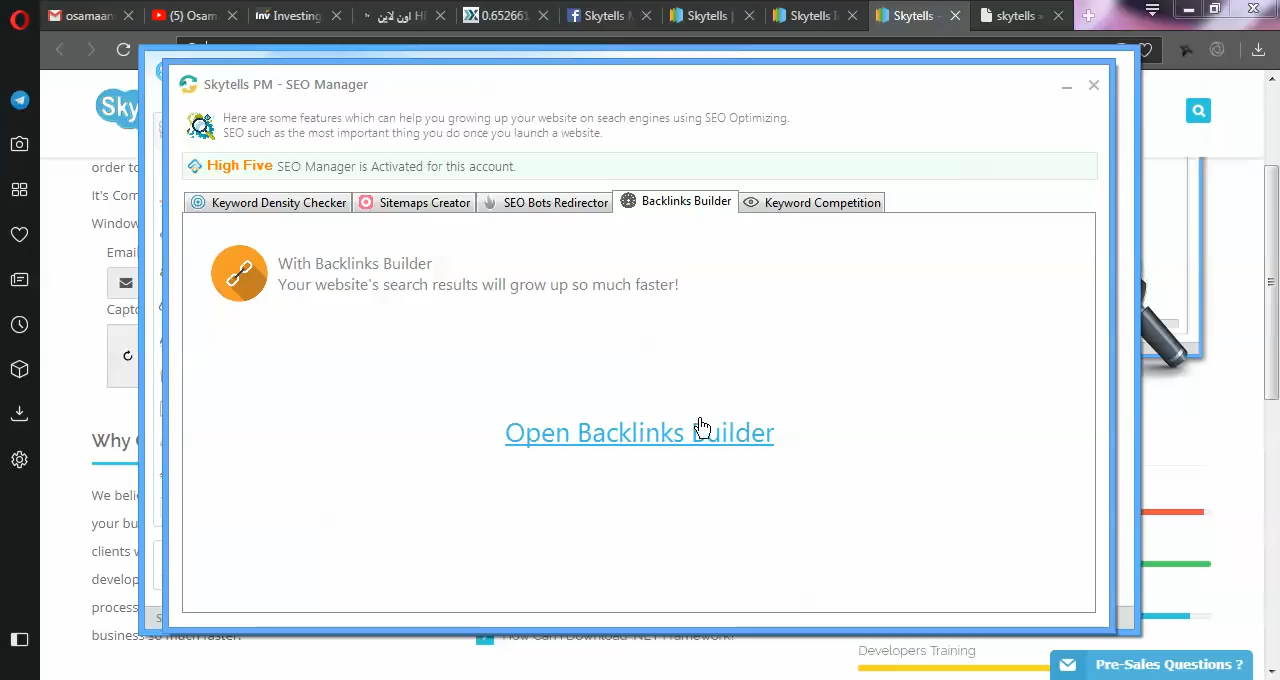 osamaan
(5) Osam
Investing
اون لاين
0.652661
Skytells
Skytells
Skytells
Skytells -
skytells
Sky
order to
It's Com
Window
Email
Captc
Why
We beli
your bu
clients w
develop
process
business so much faster.
Skytells PM - SEO Manager
Here are some features which can help you growing up your website on seach engines using SEO Optimizing.
SEO such as the most important thing you do once you launch a website.
High Five SEO Manager is Activated for this account.
Keyword Density Checker
Sitemaps Creator
SEO Bots Redirector
Backlinks Builder
Keyword Competition
With Backlinks Builder
Your website's search results will grow up so much faster!
Open Backlinks Builder
How Can I Download .NET Framework?
Developers Training
Pre-Sales Questions ?